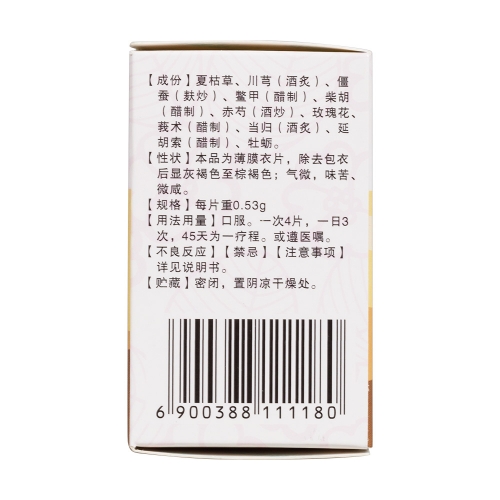 【成份】夏枯草、川芎（酒炙）、僵
蚕（麸炒）、鳖甲（醋制）、柴胡
（醋制）、赤芍（酒炒）、玫瑰花、
莪术（醋制）、当归（酒炙）、延
胡索（醋制）、牡蛎。
【性状】本品为薄膜衣片，除去包衣
后显灰褐色至棕褐色；气微，味苦、
微咸。
【规格】每片重0.53g
【用法用量】口服。一次4片，一日3
次，45天为一疗程。或遵医嘱。
【不良反应】【禁忌】【注意事项】
详见说明书。
【贮藏】密闭，置阴凉干燥处。
6 900388 111180